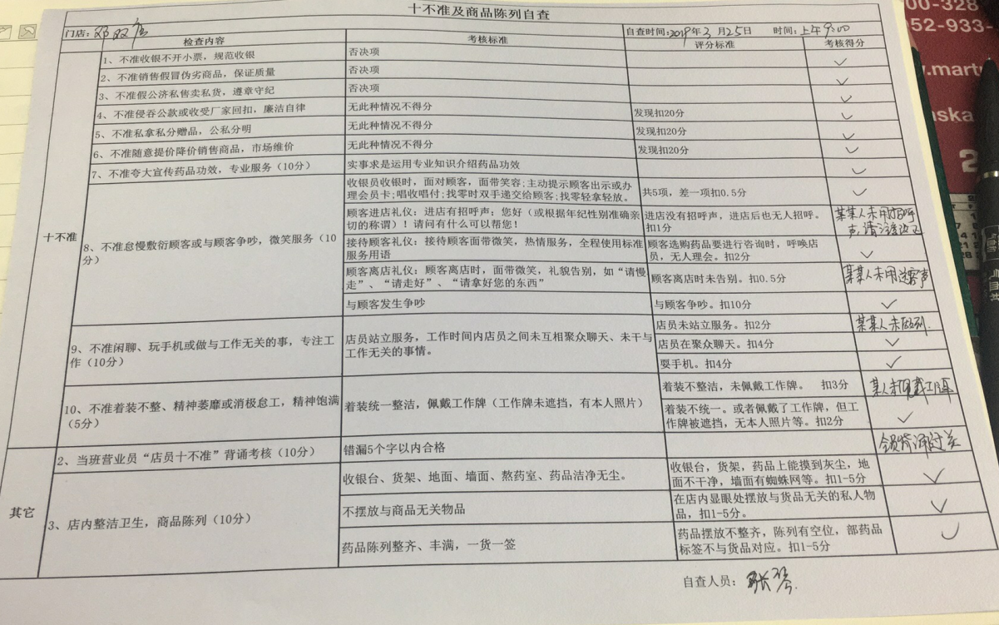 00-328
052-933-
w.martu
aska
2
十不准及商品陈列自查
门店：邓双店
自查时间：2019年3月25日 时间：上午9:00
检查内容 考核标准 评分标准 考核得分
十不准
1、不准收银不开小票，规范收银 否决项 ✓
2、不准销售假冒伪劣商品，保证质量 否决项 ✓
3、不准假公济私售卖私货，遵章守纪 否决项 ✓
4、不准侵吞公款或收受厂家回扣，廉洁自律 无此种情况不得分 发现扣20分 ✓
5、不准私拿私分赠品，公私分明 无此种情况不得分 发现扣20分 ✓
6、不准随意提价降价销售商品，市场维价 无此种情况不得分 发现扣20分 ✓
7、不准夸大宣传药品功效，专业服务（10分） 实事求是运用专业知识介绍药品功效 ✓
8、不准怠慢敷衍顾客或与顾客争吵，微笑服务（10
分）
收银员收银时，面对顾客，面带笑容;主动提示顾客出示或办
理会员卡;唱收唱付;找零时双手递交给顾客;找零轻拿轻放。
共5项，差一项扣0.5分 ✓
顾客进店礼仪：进店有招呼声：您好（或根据年纪性别准确亲
切的称谓）！请问有什么可以帮您！
进店没有招呼声，进店后也无人招呼。
扣1分
某某人未用招呼
声，请
接待顾客礼仪：接待顾客面带微笑，热情服务，全程使用标准
服务用语
顾客选购药品要进行咨询时，呼唤店
员，无人理会。扣2分 ✓
顾客离店礼仪：顾客离店时，面带微笑，礼貌告别，如“请慢
走”、“请走好”、“请拿好您的东西”
顾客离店时未告别。扣0.5分
某某人未用送客声
与顾客发生争吵 与顾客争吵。扣10分 ✓
9、不准闲聊、玩手机或做与工作无关的事，专注工
作（10分）
店员站立服务，工作时间内店员之间未互相聚众聊天、未干与
工作无关的事情。
店员未站立服务。扣2分 某某人未
店员在聚众聊天。扣4分 ✓
耍手机。扣4分 ✓
10、不准着装不整、精神萎靡或消极怠工，精神饱满
（5分）
着装统一整洁，佩戴工作牌（工作牌未遮挡，有本人照片）
着装不整洁，未佩戴工作牌。 扣3分 某人未佩戴工作牌
着装不统一。或者佩戴了工作牌，但工
作牌被遮挡，无本人照片等。扣2分 ✓
其它
2、当班营业员“店员十不准”背诵考核（10分） 错漏5个字以内合格 全员背诵过关
3、店内整洁卫生，商品陈列（10分）
收银台、货架、地面、墙面、熬药室、药品洁净无尘。
收银台，货架，药品上能摸到灰尘，地
面不干净，墙面有蜘蛛网等。扣1-5分 ✓
不摆放与商品无关物品
在店内显眼处摆放与货品无关的私人物
品，扣1-5分。 ✓
药品陈列整齐、丰满，一货一签
药品摆放不整齐，陈列有空位，部药品
标签不与货品对应。扣1-5分 ✓
自查人员：张琴